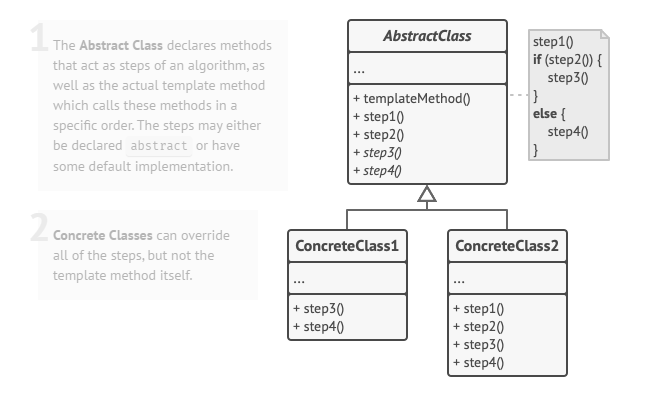 1
The Abstract Class declares methods
that act as steps of an algorithm, as
well as the actual template method
which calls these methods in a
specific order. The steps may either
be declared abstract or have
some default implementation.
2
Concrete Classes can override
all of the steps, but not the
template method itself.
AbstractClass
...
+ templateMethod()
+ step1()
+ step2()
+ step3()
+ step4()
step1()
if (step2()) {
step3()
}
else {
step4()
}
ConcreteClass1
...
+ step3()
+ step4()
ConcreteClass2
...
+ step1()
+ step2()
+ step3()
+ step4()